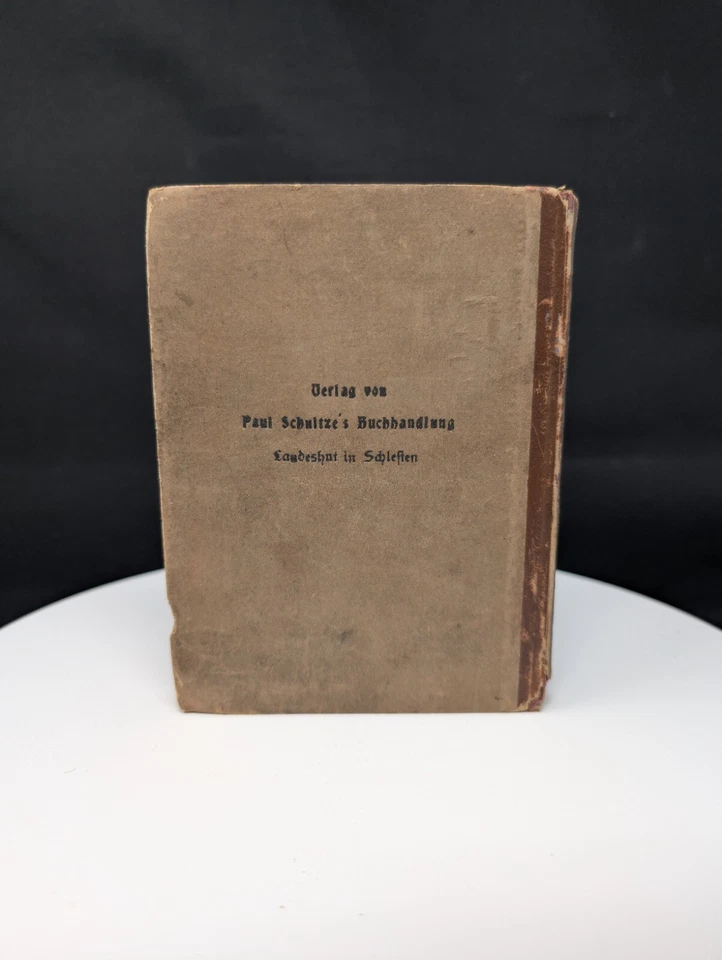 Verlag von
Paul Schultze's Buchhandlung
Landeshut in Schlesien